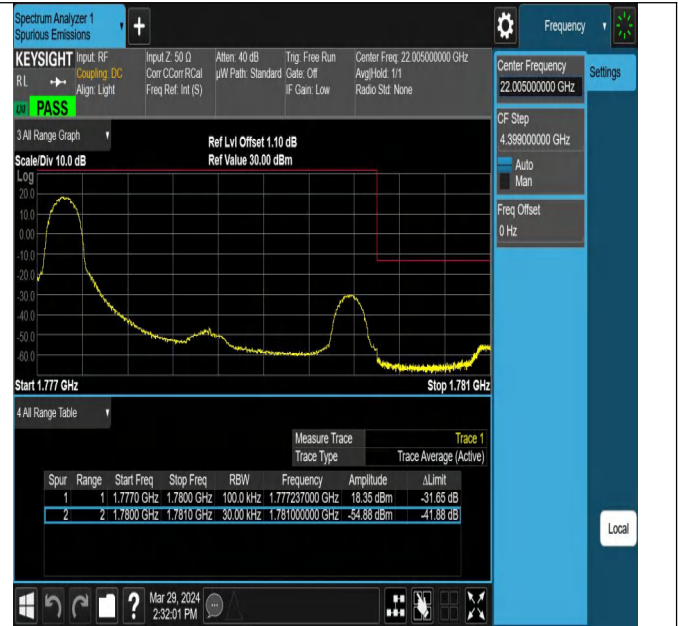 Spectrum Analyzer 1
Spurious Emissions
+
Frequency
KEYSIGHT Input: RF Input Z: 50 Ω Atten: 40 dB Trig: Free Run Center Freq: 22.005000000 GHz
RL Coupling: DC Corr CCorr RCal µW Path: Standard Gate: Off Avg|Hold: 1/1
Align: Light Freq Ref: Int (S) IF Gain: Low Radio Std: None
PASS
Center Frequency
22.005000000 GHz
Settings
CF Step
4.399000000 GHz
Auto
Man
Freq Offset
0 Hz
3 All Range Graph
Ref Lvl Offset 1.10 dB
Scale/Div 10.0 dB Ref Value 30.00 dBm
Log
20.0
10.0
0.00
-10.0
-20.0
-30.0
-40.0
-50.0
-60.0
Start 1.777 GHz Stop 1.781 GHz
4 All Range Table
Measure Trace Trace 1
Trace Type Trace Average (Active)
Spur Range Start Freq Stop Freq RBW Frequency Amplitude ΔLimit
1 1 1.7770 GHz 1.7800 GHz 100.0 kHz 1.777237000 GHz 18.35 dBm -31.65 dB
2 2 1.7800 GHz 1.7810 GHz 30.00 kHz 1.781000000 GHz -54.88 dBm -41.88 dB
Local
?
Mar 29, 2024
2:32:01 PM